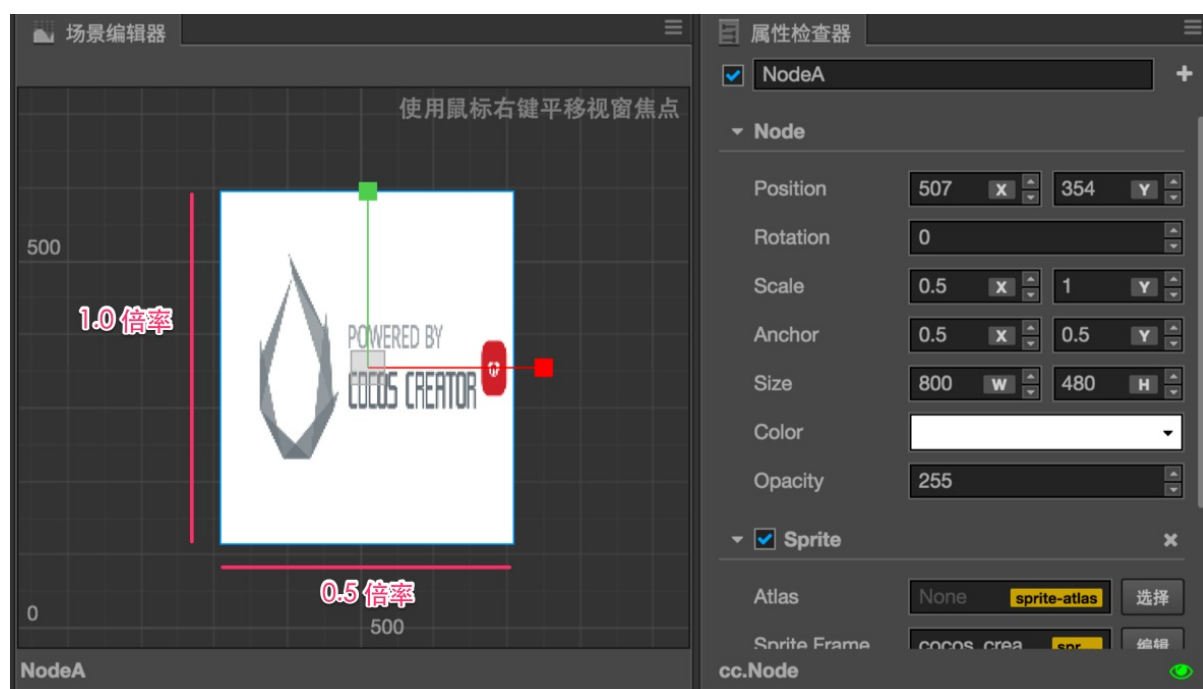 场景编辑器
使用鼠标右键平移视窗焦点
500
1.0 倍率
POWERED BY
COCOS CREATOR
0.5 倍率
0
500
NodeA
属性检查器
NodeA
Node
Position 507 X 354 Y
Rotation 0
Scale 0.5 X 1 Y
Anchor 0.5 X 0.5 Y
Size 800 W 480 H
Color
Opacity 255
Sprite
Atlas None sprite-atlas 选择
Sprite Frame cocos_crea spr... 编辑
cc.Node